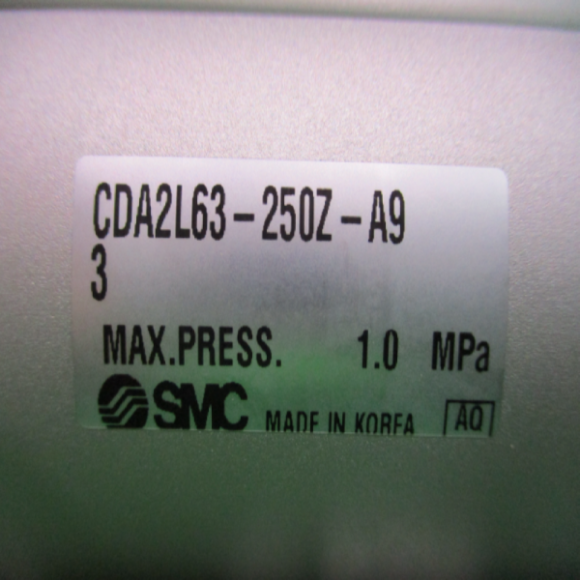 CDA2L63-250Z-A9
3
MAX.PRESS. 1.0 MPa
SMC MADE IN KOREA AQ